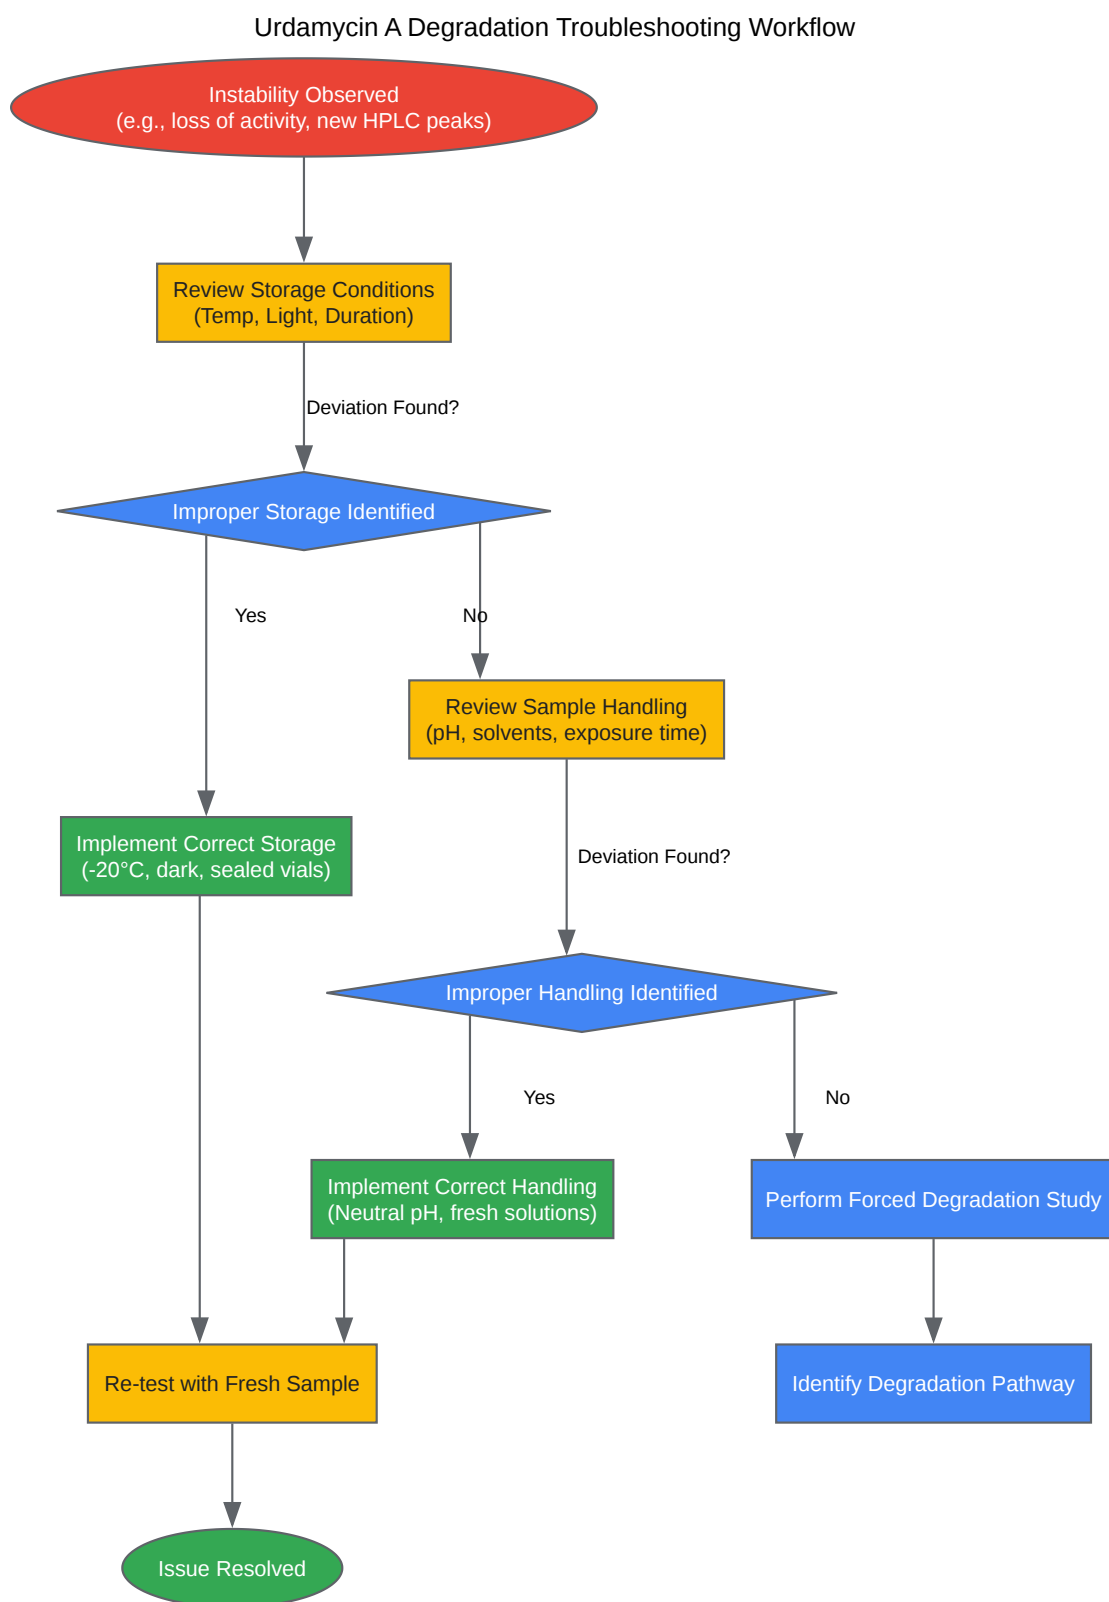 Urdamycin A Degradation Troubleshooting Workflow
Instability Observed
(e.g., loss of activity, new HPLC peaks)
Review Storage Conditions
(Temp, Light, Duration)
Deviation Found?
Improper Storage Identified
Yes
No
Review Sample Handling
(pH, solvents, exposure time)
Implement Correct Storage
(-20°C, dark, sealed vials)
Deviation Found?
Improper Handling Identified
Yes
No
Implement Correct Handling
(Neutral pH, fresh solutions)
Perform Forced Degradation Study
Re-test with Fresh Sample
Identify Degradation Pathway
Issue Resolved